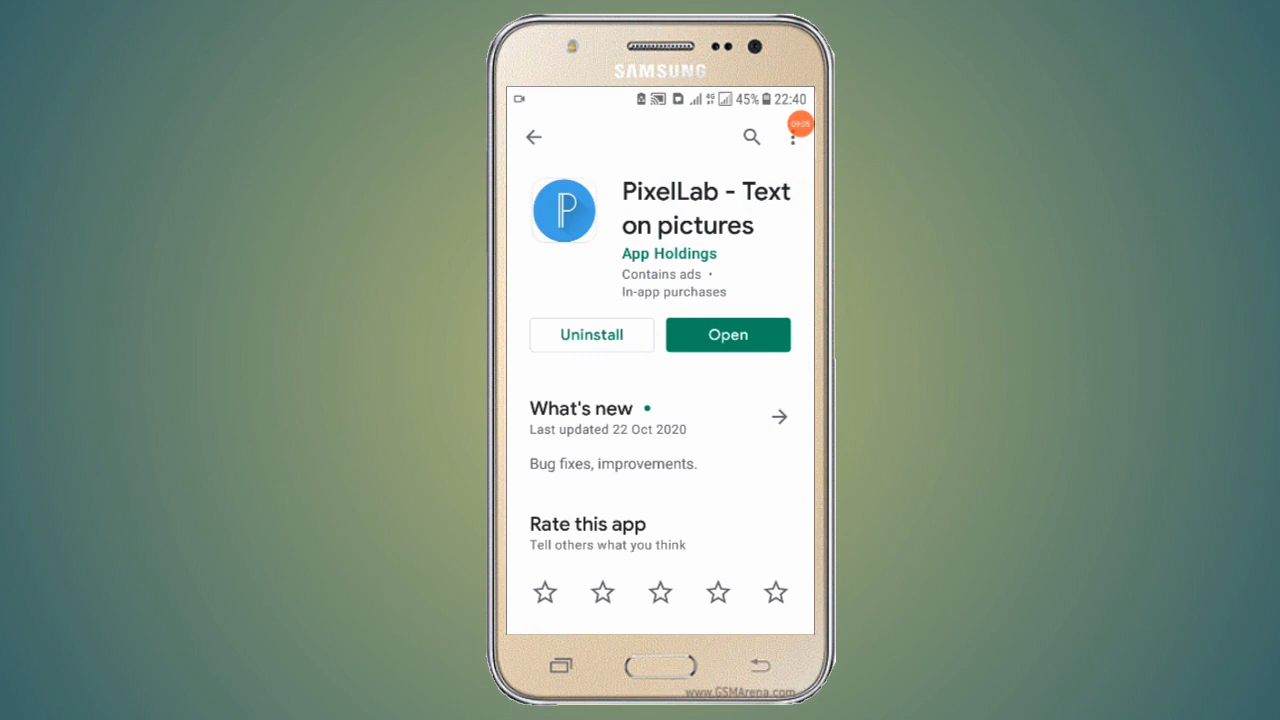 SAMSUNG
4G 45% 22:40
09:05
PixelLab - Text
on pictures
App Holdings
Contains ads ·
In-app purchases
Uninstall Open
What's new •
Last updated 22 Oct 2020
Bug fixes, improvements.
Rate this app
Tell others what you think
www.GSMArena.com